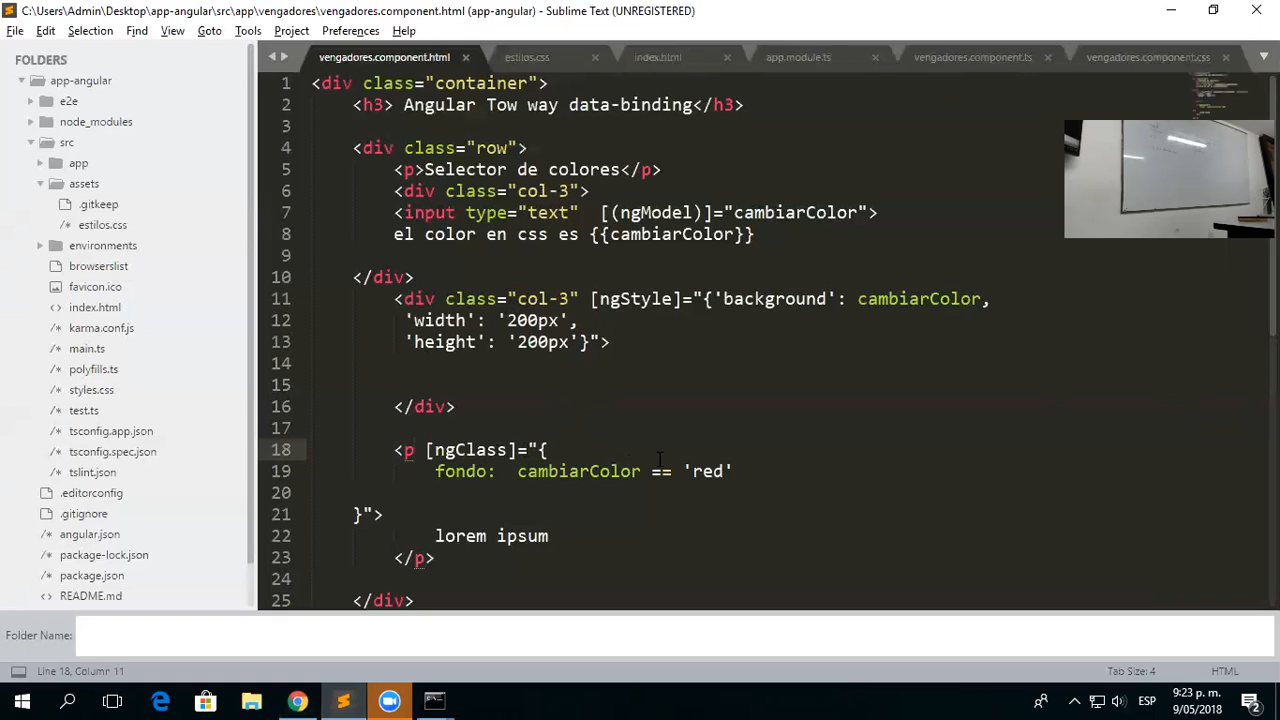 C:\Users\Admin\Desktop\app-angular\src\app\vengadores\vengadores.component.html (app-angular) - Sublime Text (UNREGISTERED)
File Edit Selection Find View Goto Tools Project Preferences Help
FOLDERS
app-angular
e2e
node_modules
src
app
assets
.gitkeep
estilos.css
environments
browserslist
favicon.ico
index.html
karma.conf.js
main.ts
polyfills.ts
styles.css
test.ts
tsconfig.app.json
tsconfig.spec.json
tslint.json
.editorconfig
.gitignore
angular.json
package-lock.json
package.json
README.md
vengadores.component.html estilos.css index.html app.module.ts vengadores.component.ts vengadores.component.css
1 <div class="container">
2 <h3> Angular Tow way data-binding</h3>
3
4 <div class="row">
5 <p>Selector de colores</p>
6 <div class="col-3">
7 <input type="text" [(ngModel)]="cambiarColor">
8 el color en css es {{cambiarColor}}
9
10 </div>
11 <div class="col-3" [ngStyle]="{'background': cambiarColor,
12 'width': '200px',
13 'height': '200px'}">
14
15
16 </div>
17
18 <p [ngClass]="{
19 fondo: cambiarColor == 'red'
20
21 }">
22 lorem ipsum
23 </p>
24
25 </div>
Folder Name:
Line 18, Column 11 Tab Size: 4 HTML
ESP
9:23 p. m.
9/05/2018
2